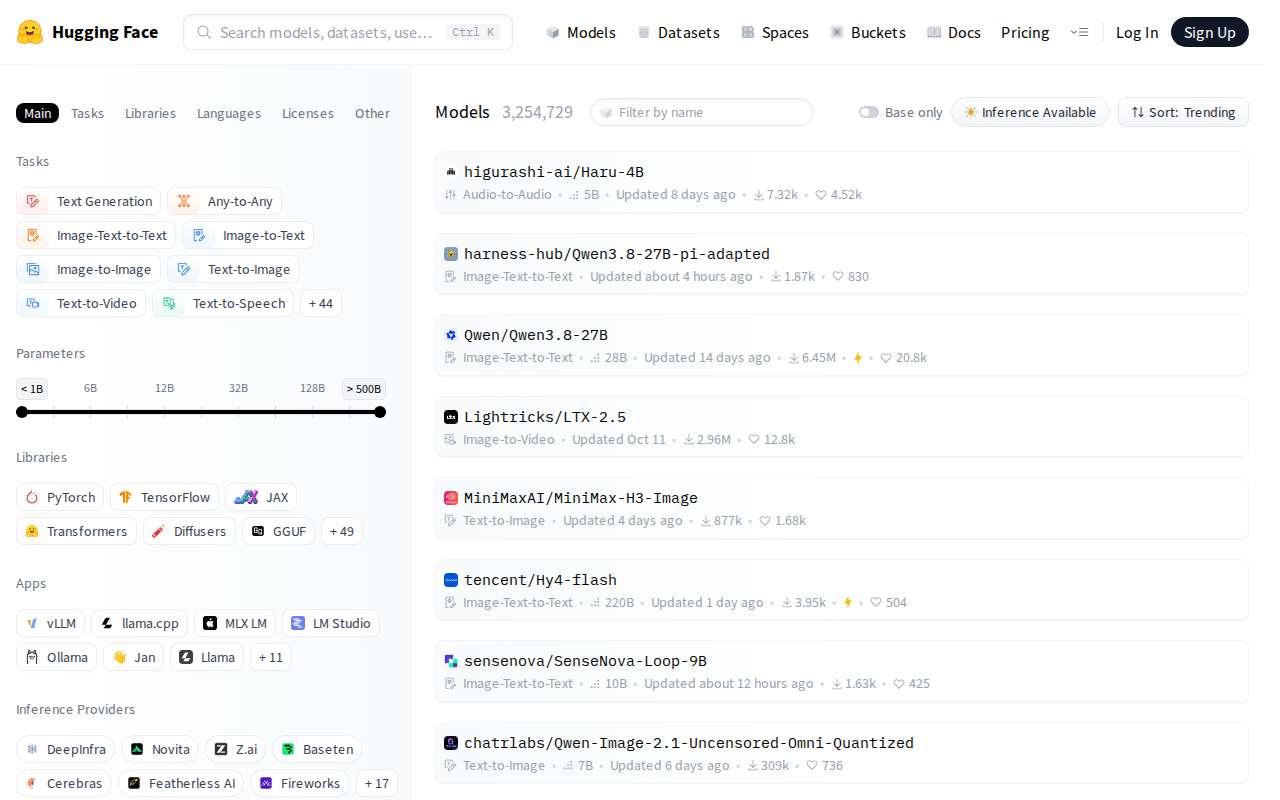 Hugging Face
Search models, datasets, use... Ctrl K
Models Datasets Spaces Buckets Docs Pricing Log In Sign Up
Main Tasks Libraries Languages Licenses Other
Tasks
Text Generation Any-to-Any
Image-Text-to-Text Image-to-Text
Image-to-Image Text-to-Image
Text-to-Video Text-to-Speech + 44
Parameters
< 1B 6B 12B 32B 128B > 500B
Libraries
PyTorch TensorFlow JAX
Transformers Diffusers GGUF + 49
Apps
vLLM llama.cpp MLX LM LM Studio
Ollama Jan Llama + 11
Inference Providers
DeepInfra Novita Z.ai Baseten
Cerebras Featherless AI Fireworks + 17
Models 3,254,729 Filter by name Base only Inference Available Sort: Trending
higurashi-ai/Haru-4B
Audio-to-Audio • 5B • Updated 8 days ago • 7.32k • 4.52k
harness-hub/Qwen3.8-27B-pi-adapted
Image-Text-to-Text • Updated about 4 hours ago • 1.87k • 830
Qwen/Qwen3.8-27B
Image-Text-to-Text • 28B • Updated 14 days ago • 6.45M • • 20.8k
Lightricks/LTX-2.5
Image-to-Video • Updated Oct 11 • 2.96M • 12.8k
MiniMaxAI/MiniMax-H3-Image
Text-to-Image • Updated 4 days ago • 877k • 1.68k
tencent/Hy4-flash
Image-Text-to-Text • 220B • Updated 1 day ago • 3.95k • • 504
sensenova/SenseNova-Loop-9B
Image-Text-to-Text • 10B • Updated about 12 hours ago • 1.63k • 425
chatrlabs/Qwen-Image-2.1-Uncensored-Omni-Quantized
Text-to-Image • 7B • Updated 6 days ago • 309k • 736